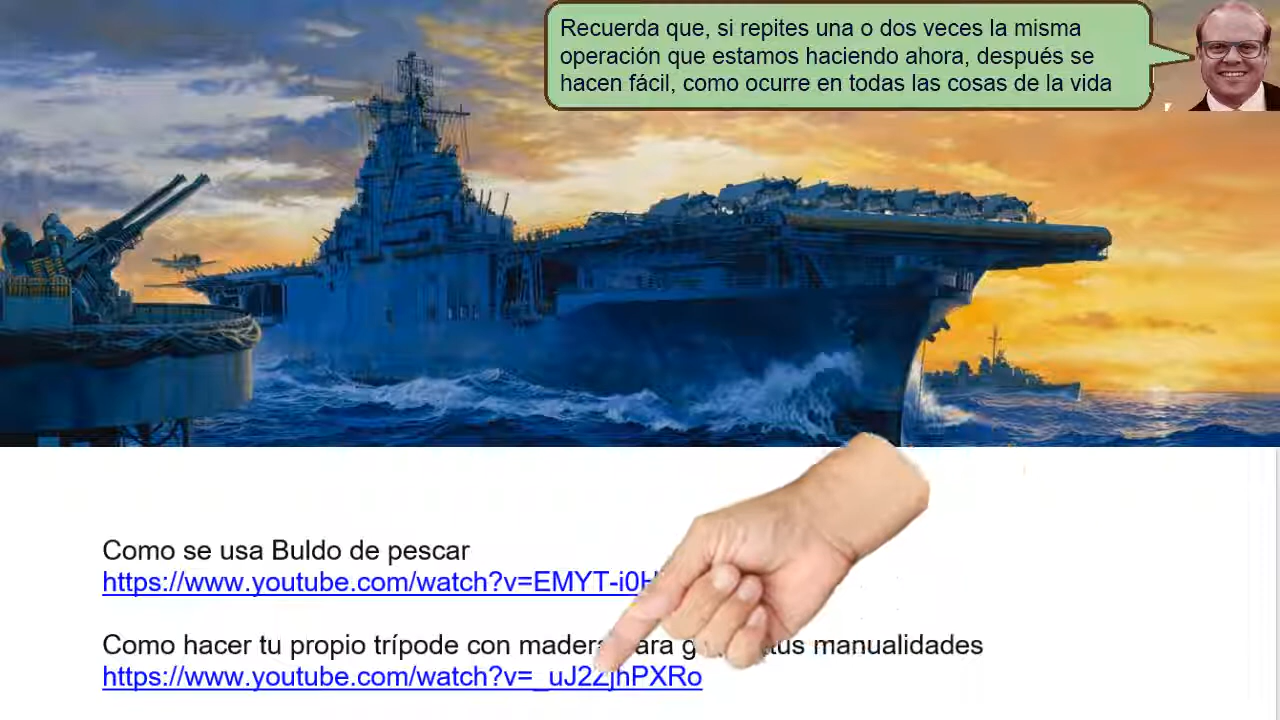 Recuerda que, si repites una o dos veces la misma
operación que estamos haciendo ahora, después se
hacen fácil, como ocurre en todas las cosas de la vida
Como se usa Buldo de pescar
https://www.youtube.com/watch?v=EMYT-i0
Como hacer tu propio trípode con madera para tus manualidades
https://www.youtube.com/watch?v=_uJ2ZjhPXRo